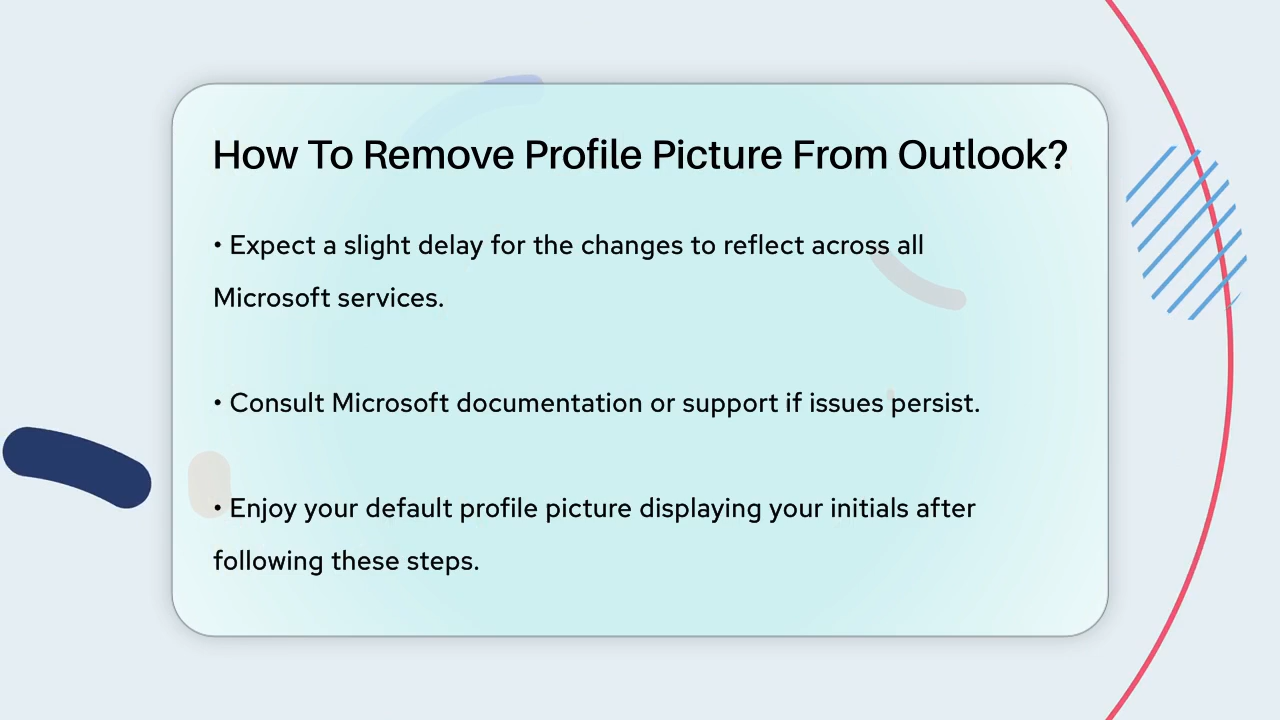 How To Remove Profile Picture From Outlook?
• Expect a slight delay for the changes to reflect across all
Microsoft services.
• Consult Microsoft documentation or support if issues persist.
• Enjoy your default profile picture displaying your initials after
following these steps.